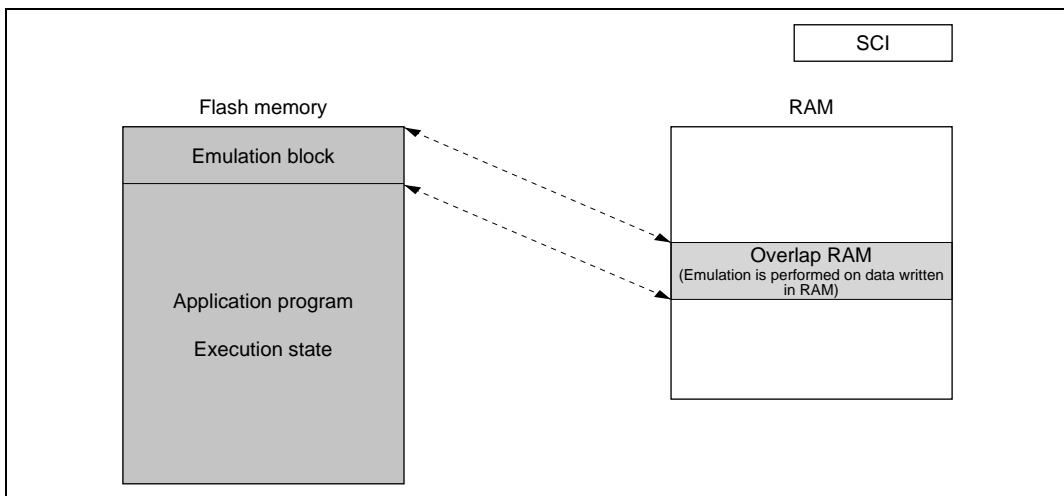 SCI
Flash memory
RAM
Emulation block
Application program
Execution state
Overlap RAM
(Emulation is performed on data written
in RAM)